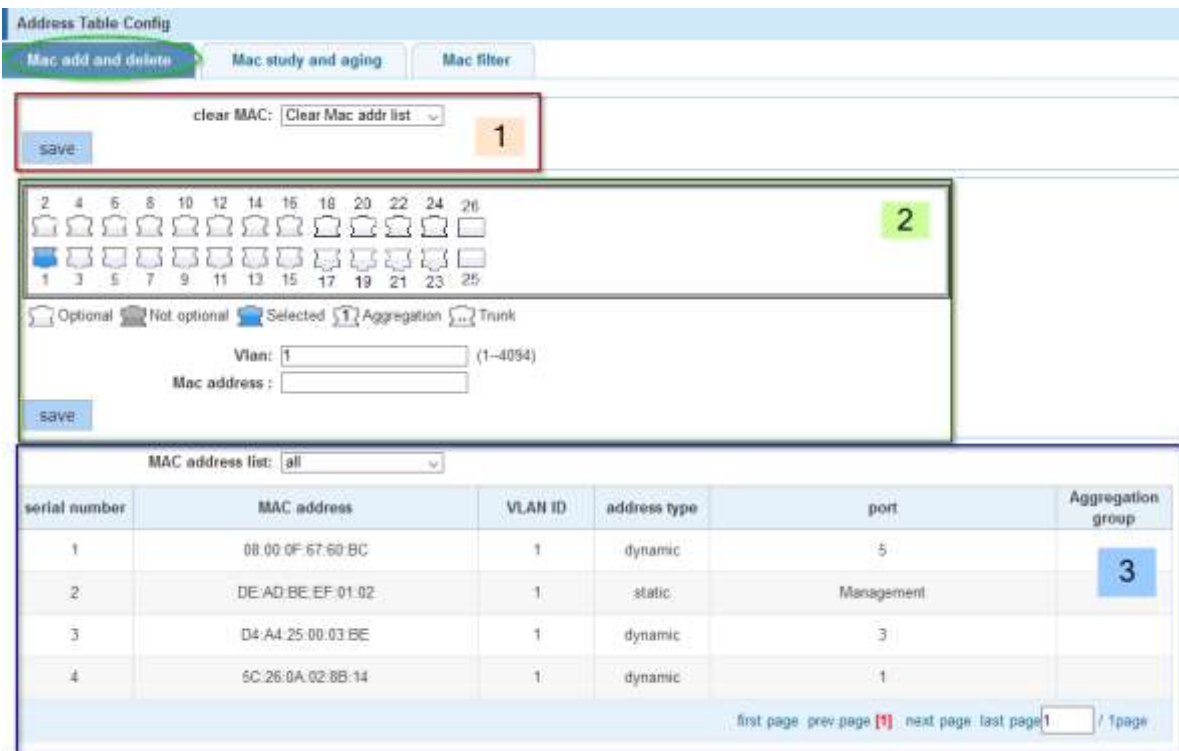 Address Table Config
Mac add and delete Mac study and aging Mac filter
clear MAC: Clear Mac addr list
1
save
2 4 6 8 10 12 14 16 18 20 22 24 26
2
1 3 5 7 9 11 13 15 17 19 21 23 25
Optional Not optional Selected 1 Aggregation ... Trunk
Vlan: 1 (1--4094)
Mac address :
save
MAC address list: all
serial number MAC address VLAN ID address type port Aggregation group
1 08:00:0F:67:60:BC 1 dynamic 5
3
2 DE:AD:BE:EF:01:02 1 static Management
3 D4:A4:25:00:03:BE 1 dynamic 3
4 5C:26:0A:02:8B:14 1 dynamic 1
first page prev page [1] next page last page 1 / 1page